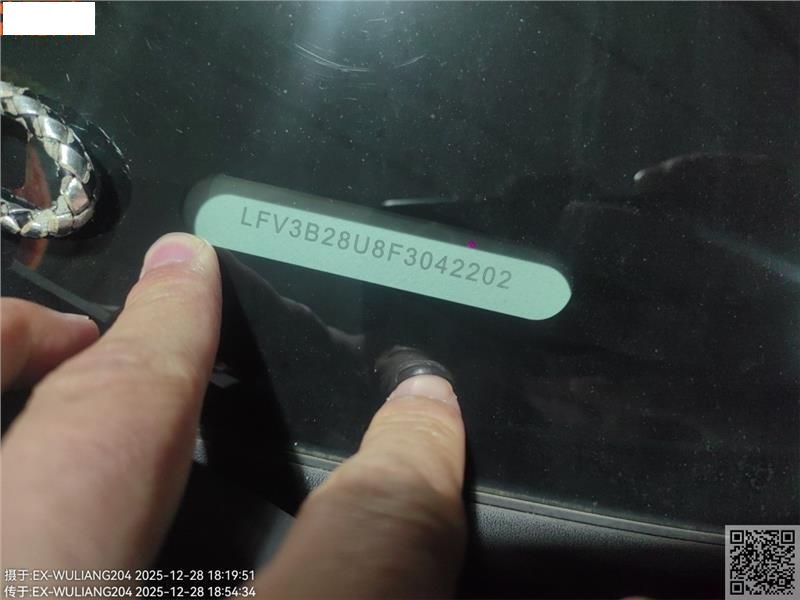 LFV3B28U8F3042202
摄于:EX-WULIANG204 2025-12-28 18:19:51
传于:EX-WULIANG204 2025-12-28 18:54:34